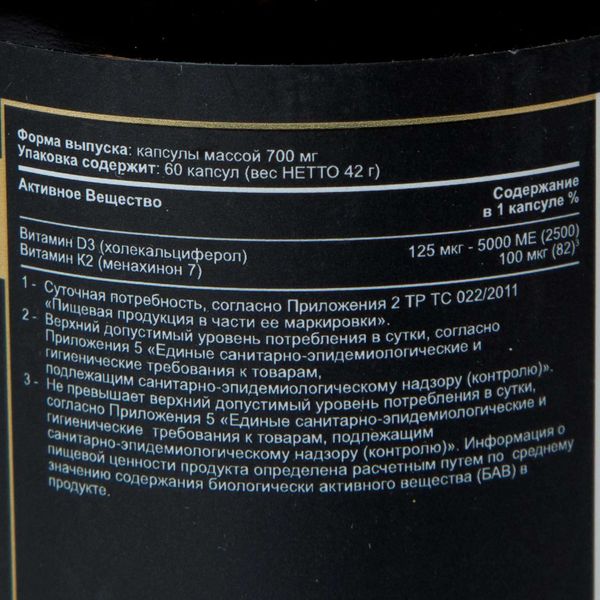 Форма выпуска: капсулы массой 700 мг
Упаковка содержит: 60 капсул (вес НЕТТО 42 г)
Активное Вещество
Содержание
в 1 капсуле %
Витамин D3 (холекальциферол) 125 мкг - 5000 МЕ (2500)
Витамин К2 (менахинон 7) 100 мкг (82)³
1 - Суточная потребность, согласно Приложения 2 ТР ТС 022/2011
«Пищевая продукция в части ее маркировки».
2 - Верхний допустимый уровень потребления в сутки, согласно
Приложения 5 «Единые санитарно-эпидемиологические и
гигиенические требования к товарам,
подлежащим санитарно-эпидемиологическому надзору (контролю)».
3 - Не превышает верхний допустимый уровень потребления в сутки,
согласно Приложения 5 «Единые санитарно-эпидемиологические и
гигиенические требования к товарам, подлежащим
санитарно-эпидемиологическому надзору (контролю)». Информация о
пищевой ценности продукта определена расчетным путем по среднему
значению содержания биологически активного вещества (БАВ) в
продукте.